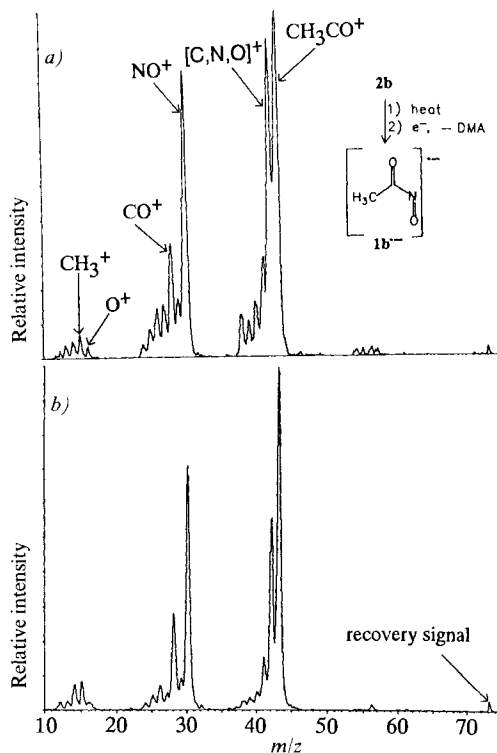 a)
NO⁺
[C,N,O]⁺
CH₃CO⁺
2b
1) heat
2) e⁻, – DMA
O
H₃C
N
O
•–
1b•–
CO⁺
CH₃⁺
O⁺
Relative intensity
b)
Relative intensity
recovery signal
10 20 30 40 50 60 70
m/z